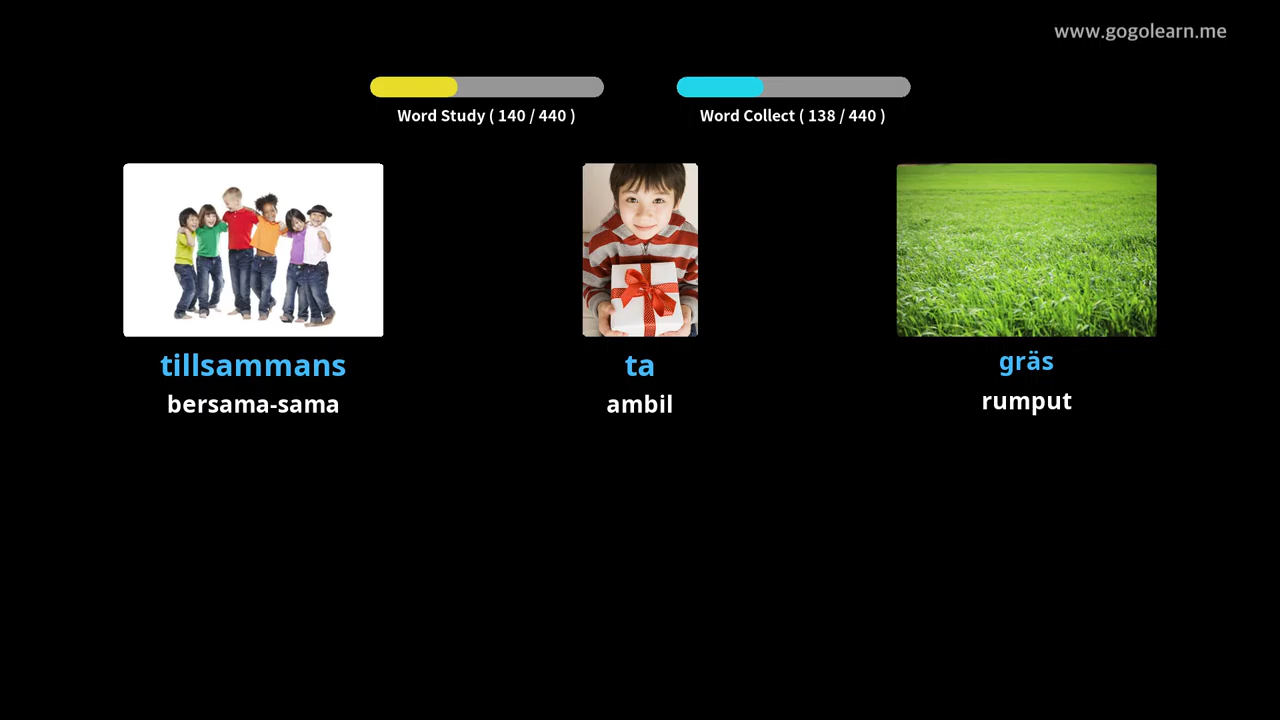 www.gogolearn.me
Word Study ( 140 / 440 )
Word Collect ( 138 / 440 )
tillsammans
bersama-sama
ta
ambil
gräs
rumput